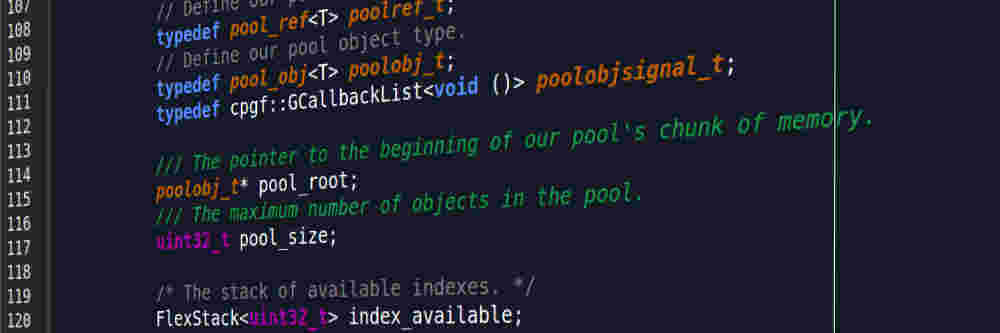 107
108 // Define our
109 typedef pool_ref<T> poolref_t;
110 // Define our pool object type.
111 typedef pool_obj<T> poolobj_t;
112 typedef cpgf::GCallbackList<void ()> poolobjsignal_t;
113
114 /// The pointer to the beginning of our pool's chunk of memory.
115 poolobj_t* pool_root;
116 /// The maximum number of objects in the pool.
117 uint32_t pool_size;
118
119 /* The stack of available indexes. */
120 FlexStack<uint32_t> index_available;